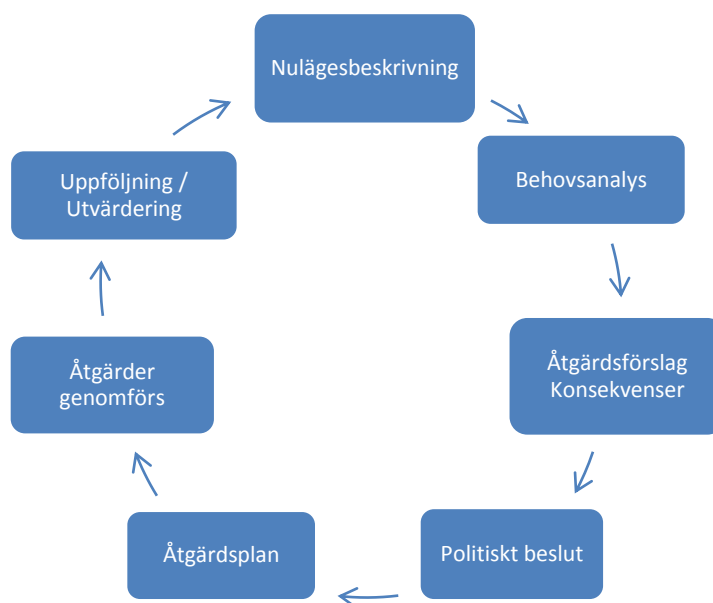 Nulägesbeskrivning
Behovsanalys
Åtgärdsförslag
Konsekvenser
Politiskt beslut
Åtgärdsplan
Åtgärder
genomförs
Uppföljning /
Utvärdering